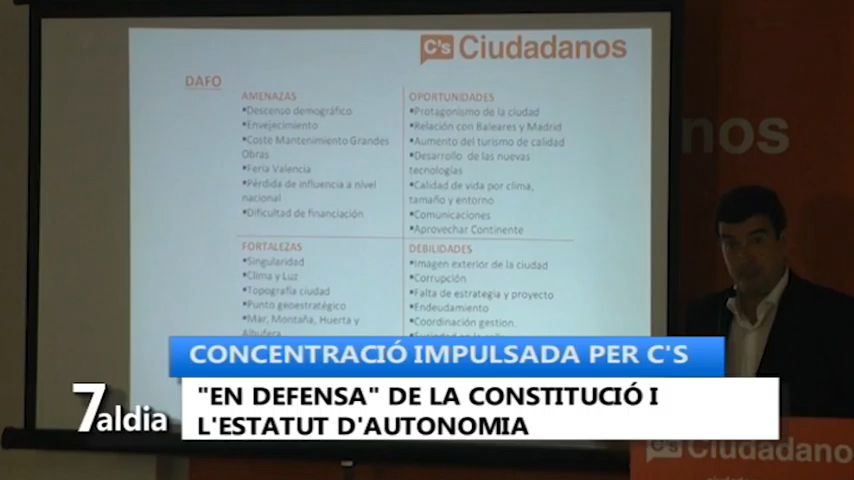 C's Ciudadanos
DAFO
AMENAZAS
•Descenso demográfico
•Envejecimiento
•Coste Mantenimiento Grandes
Obras
•Feria Valencia
•Pérdida de influencia a nivel
nacional
•Dificultad de financiación
OPORTUNIDADES
•Protagonismo de la ciudad
•Relación con Baleares y Madrid
•Aumento del turismo de calidad
•Desarrollo de las nuevas
tecnologías
•Calidad de vida por clima,
tamaño y entorno
•Comunicaciones
•Aprovechar Continente
FORTALEZAS
•Singularidad
•Clima y Luz
•Topografía ciudad
•Punto geoestratégico
•Mar, Montaña, Huerta y
Albufera
DEBILIDADES
•Imagen exterior de la ciudad
•Corrupción
•Falta de estrategia y proyecto
•Endeudamiento
•Coordinación gestion.
nos
CONCENTRACIÓ IMPULSADA PER C'S
"EN DEFENSA" DE LA CONSTITUCIÓ I
L'ESTATUT D'AUTONOMIA
7aldia
C's Ciudadanos